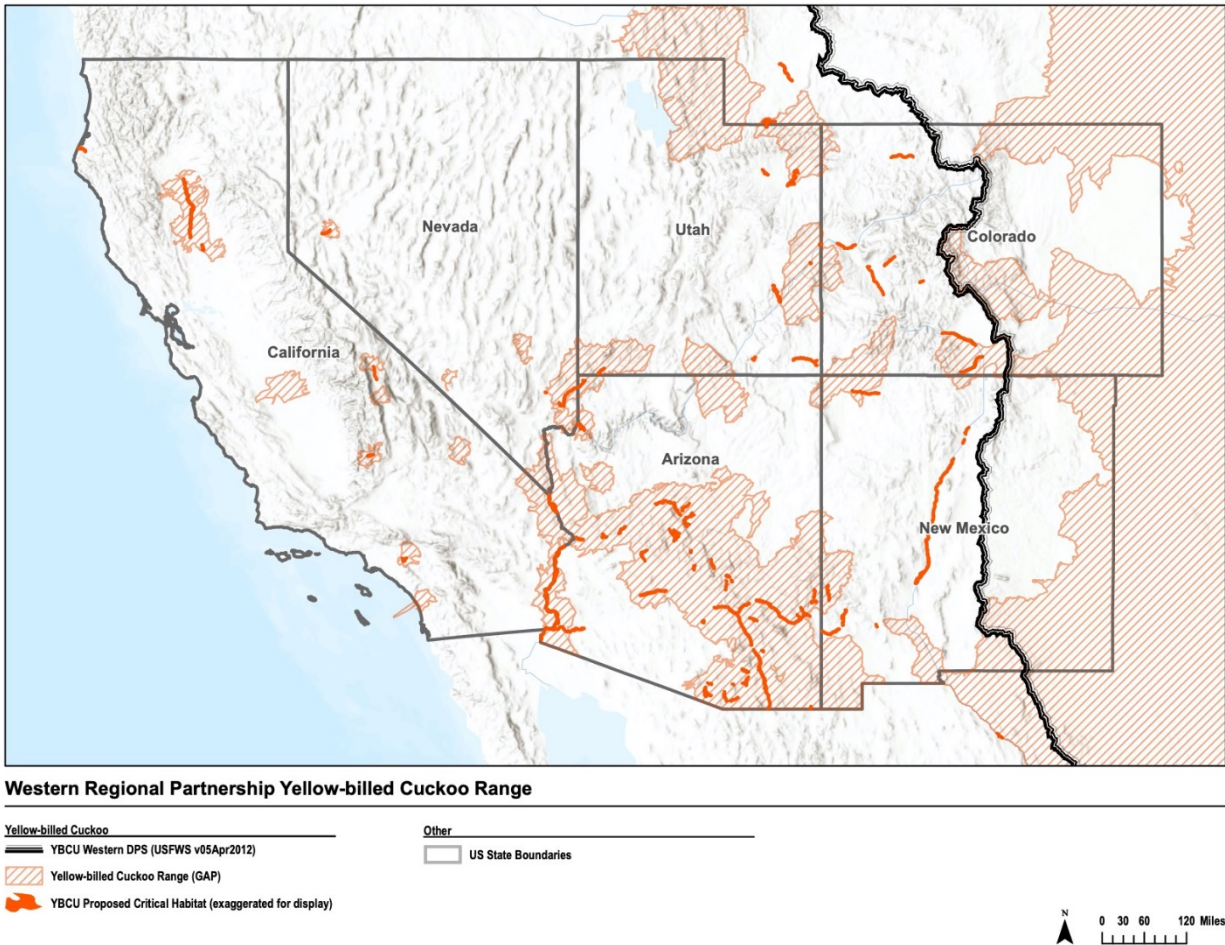 Nevada
Utah
Colorado
California
Arizona
New Mexico
Western Regional Partnership Yellow-billed Cuckoo Range
Yellow-billed Cuckoo
YBCU Western DPS (USFWS v05Apr2012)
Yellow-billed Cuckoo Range (GAP)
YBCU Proposed Critical Habitat (exaggerated for display)
Other
US State Boundaries
N
0 30 60 120 Miles